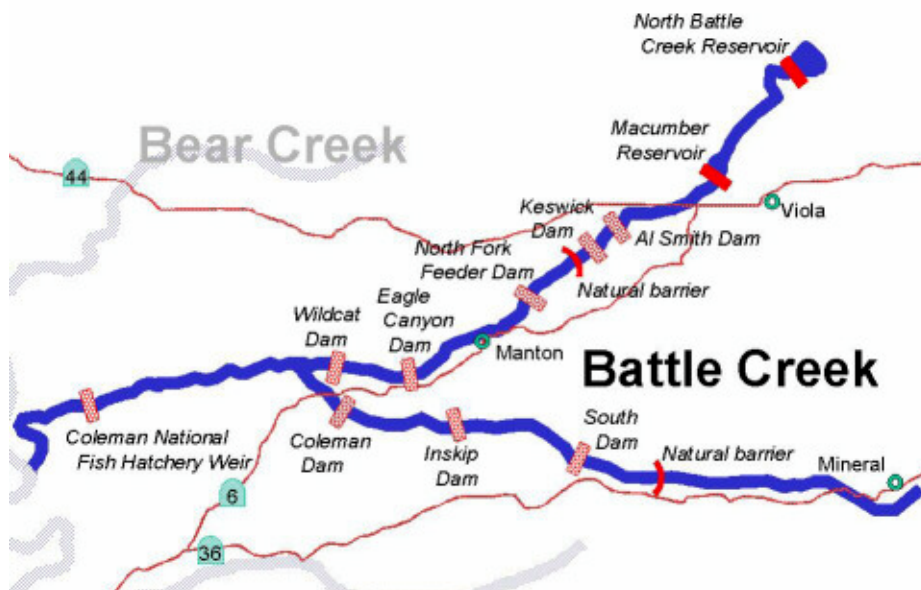 North Battle
Creek Reservoir
Macumber
Reservoir
Bear Creek
44
Viola
Keswick
Dam
Al Smith Dam
North Fork
Feeder Dam
Natural barrier
Eagle
Canyon
Dam
Wildcat
Dam
Manton
Battle Creek
Coleman National
Fish Hatchery Weir
Coleman
Dam
Inskip
Dam
South
Dam
Natural barrier
Mineral
6
36